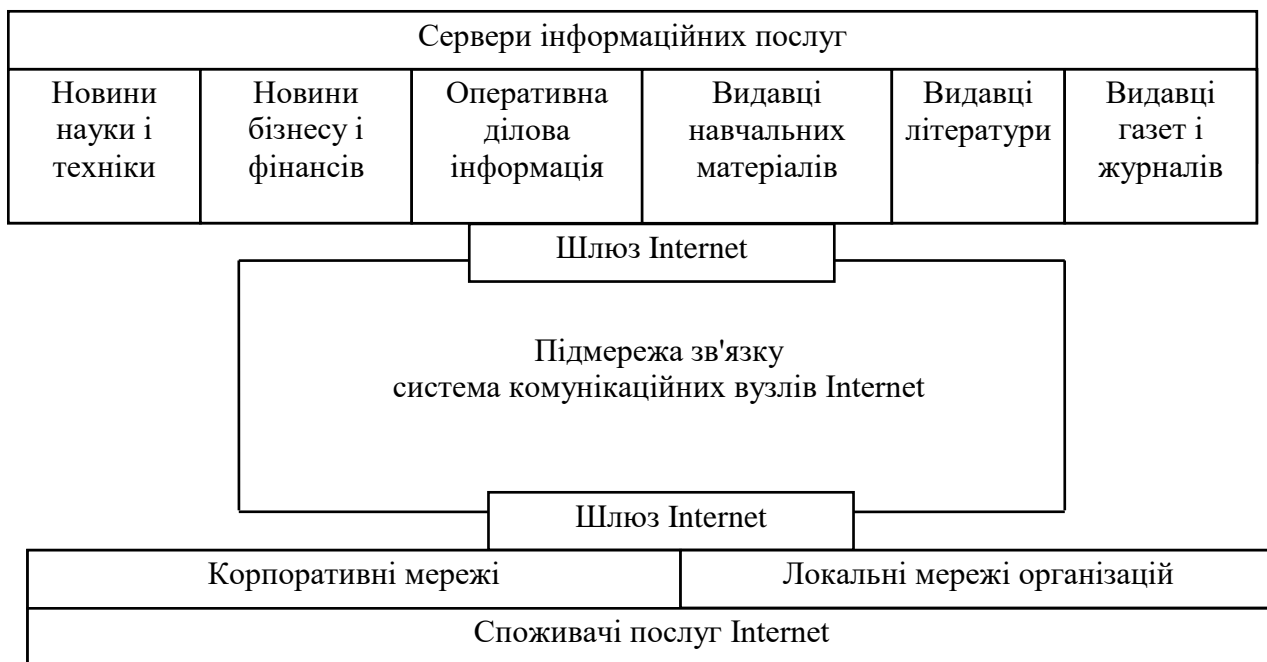 Сервери інформаційних послуг
Новини
науки і
техніки
Новини
бізнесу і
фінансів
Оперативна
ділова
інформація
Видавці
навчальних
матеріалів
Видавці
літератури
Видавці
газет і
журналів
Шлюз Internet
Підмережа зв'язку
система комунікаційних вузлів Internet
Шлюз Internet
Корпоративні мережі
Локальні мережі організацій
Споживачі послуг Internet